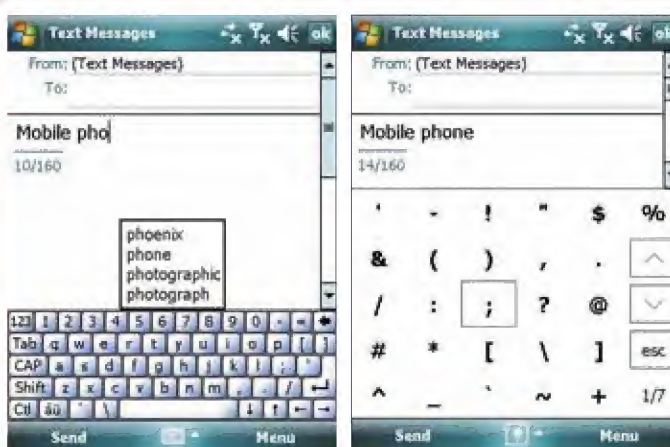 Text Messages ok
From: (Text Messages)
To:
Mobile pho
10/160
phoenix
phone
photographic
photograph
123 1 2 3 4 5 6 7 8 9 0 - =
Tab q w e r t y u i o p [ ]
CAP a s d f g h j k l ; '
Shift z x c v b n m , . /
Ctl áü ` \
Send Menu
Text Messages ok
From: (Text Messages)
To:
Mobile phone
14/160
' - ! " $ %
& ( ) , .
/ : ; ? @
# * [ \ ] esc
^ _ ` ~ + 1/7
Send Menu